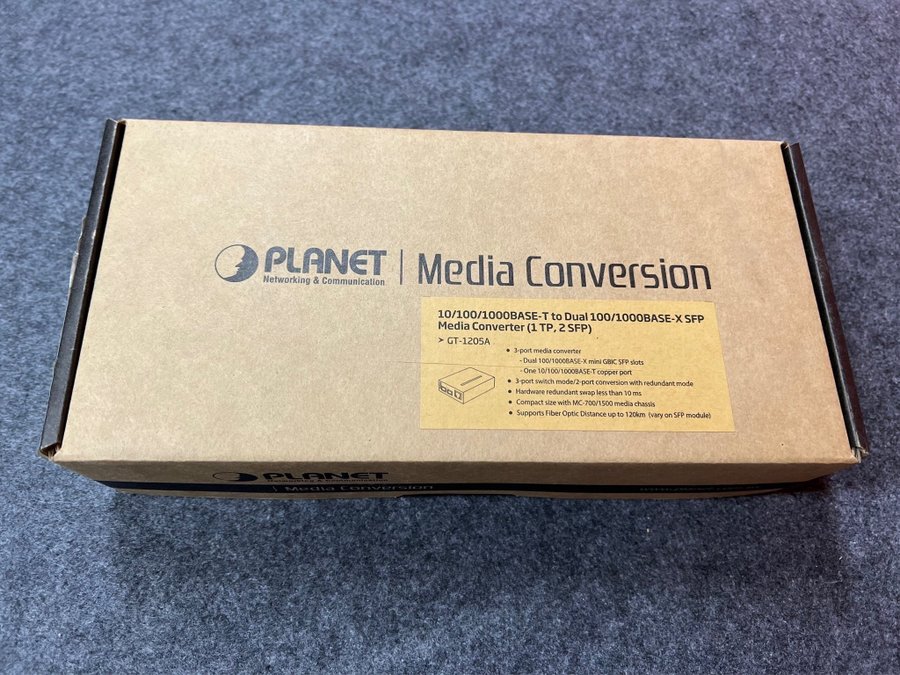 PLANET
Networking & Communication
Media Conversion
10/100/1000BASE-T to Dual 100/1000BASE-X SFP
Media Converter (1 TP, 2 SFP)
➤ GT-1205A
• 3-port media converter
- Dual 100/1000BASE-X mini GBIC SFP slots
- One 10/100/1000BASE-T copper port
• 3-port switch mode/2-port conversion with redundant mode
• Hardware redundant swap less than 10 ms
• Compact size with MC-700/1500 media chassis
• Supports Fiber Optic Distance up to 120km (vary on SFP module)
PLANET
Networking & Communication
Media Conversion